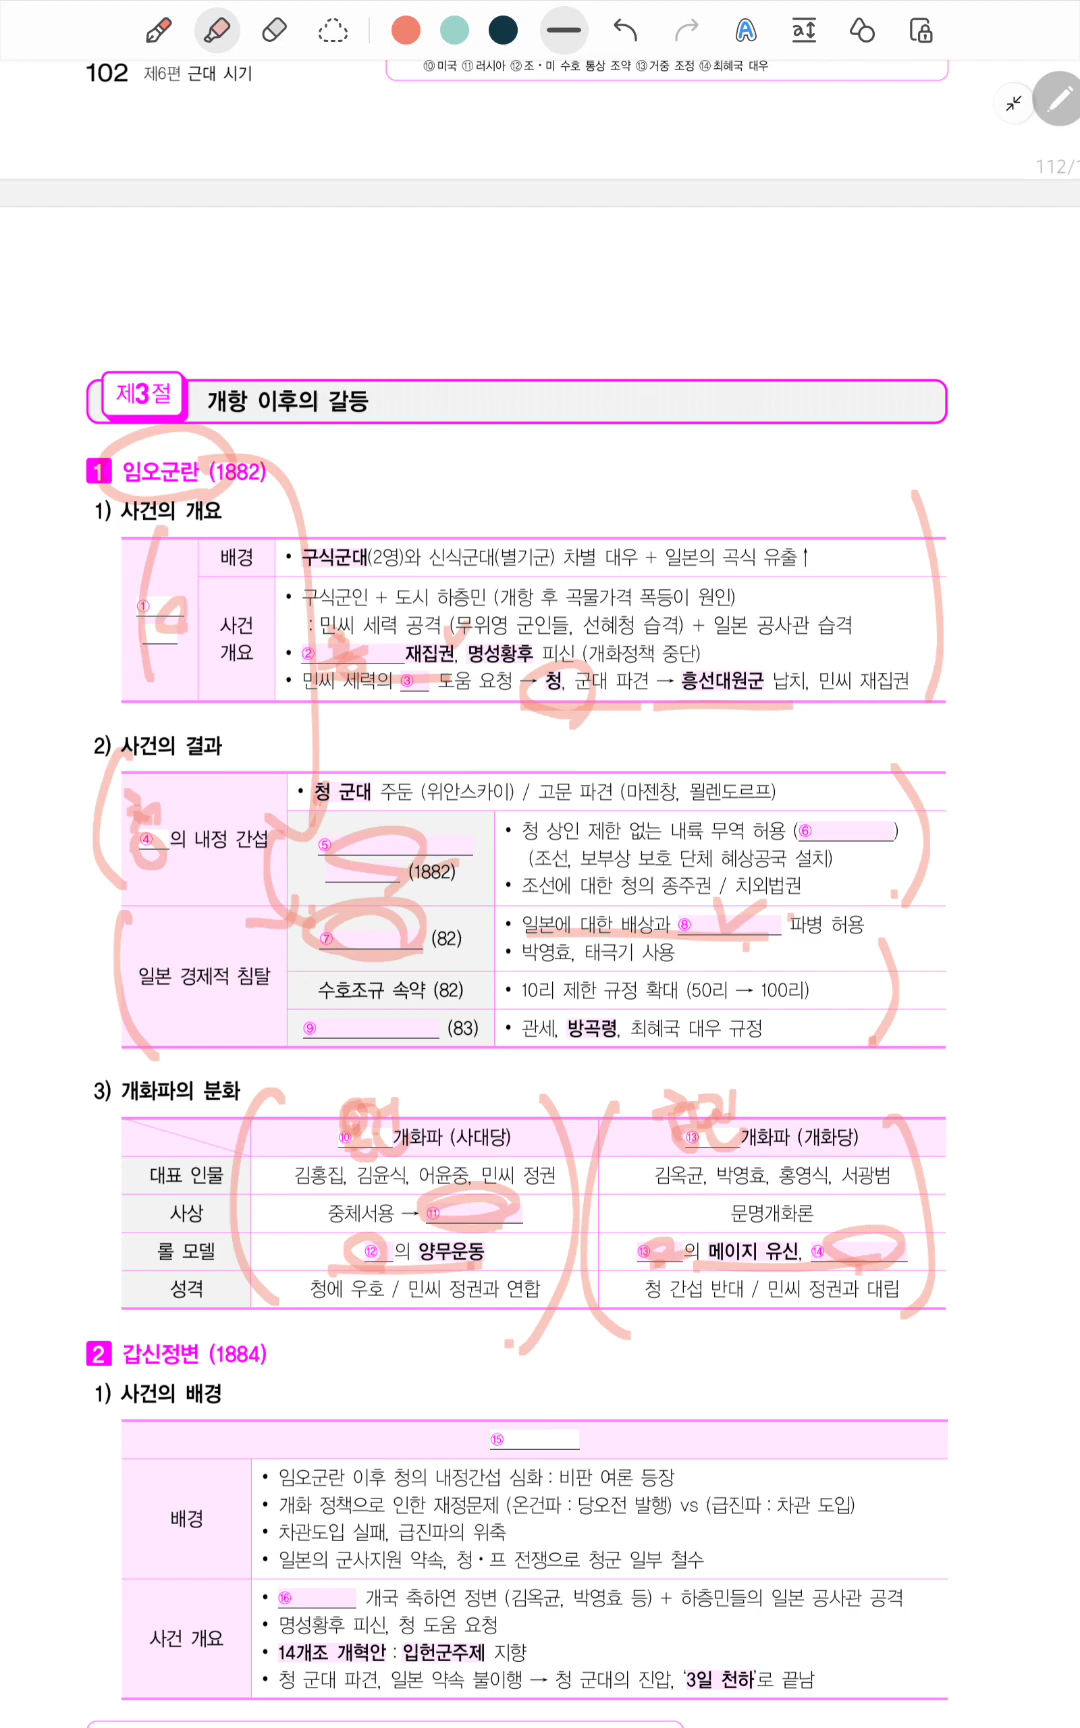 102 제6편 근대 시기
⑩미국 ⑪러시아 ⑫조·미 수호 통상 조약 ⑬거중 조정 ⑭최혜국 대우
112/1
제3절 개항 이후의 갈등
1 임오군란 (1882)
1) 사건의 개요
①
배경
• 구식군대(2영)와 신식군대(별기군) 차별 대우 + 일본의 곡식 유출↑
사건 개요
• 구식군인 + 도시 하층민 (개항 후 곡물가격 폭등이 원인)
: 민씨 세력 공격 (무위영 군인들, 선혜청 습격) + 일본 공사관 습격
• ② 재집권, 명성황후 피신 (개화정책 중단)
• 민씨 세력의 ③ 도움 요청 → 청, 군대 파견 → 흥선대원군 납치, 민씨 재집권
2) 사건의 결과
④ 의 내정 간섭
• 청 군대 주둔 (위안스카이) / 고문 파견 (마젠창, 묄렌도르프)
⑤ (1882)
• 청 상인 제한 없는 내륙 무역 허용 (⑥ )
(조선, 보부상 보호 단체 혜상공국 설치)
• 조선에 대한 청의 종주권 / 치외법권
일본 경제적 침탈
⑦ (82)
• 일본에 대한 배상과 ⑧ 파병 허용
• 박영효, 태극기 사용
수호조규 속약 (82)
• 10리 제한 규정 확대 (50리 → 100리)
⑨ (83)
• 관세, 방곡령, 최혜국 대우 규정
3) 개화파의 분화
⑩ 개화파 (사대당) ⑬ 개화파 (개화당)
대표 인물 김홍집, 김윤식, 어윤중, 민씨 정권 김옥균, 박영효, 홍영식, 서광범
사상 중체서용 → ⑪ 문명개화론
롤 모델 ⑫ 의 양무운동 ⑬ 의 메이지 유신, ⑭
성격 청에 우호 / 민씨 정권과 연합 청 간섭 반대 / 민씨 정권과 대립
2 갑신정변 (1884)
1) 사건의 배경
⑮
배경
• 임오군란 이후 청의 내정간섭 심화 : 비판 여론 등장
• 개화 정책으로 인한 재정문제 (온건파 : 당오전 발행) vs (급진파 : 차관 도입)
• 차관도입 실패, 급진파의 위축
• 일본의 군사지원 약속, 청·프 전쟁으로 청군 일부 철수
사건 개요
• ⑯ 개국 축하연 정변 (김옥균, 박영효 등) + 하층민들의 일본 공사관 공격
• 명성황후 피신, 청 도움 요청
• 14개조 개혁안 : 입헌군주제 지향
• 청 군대 파견, 일본 약속 불이행 → 청 군대의 진압, '3일 천하'로 끝남